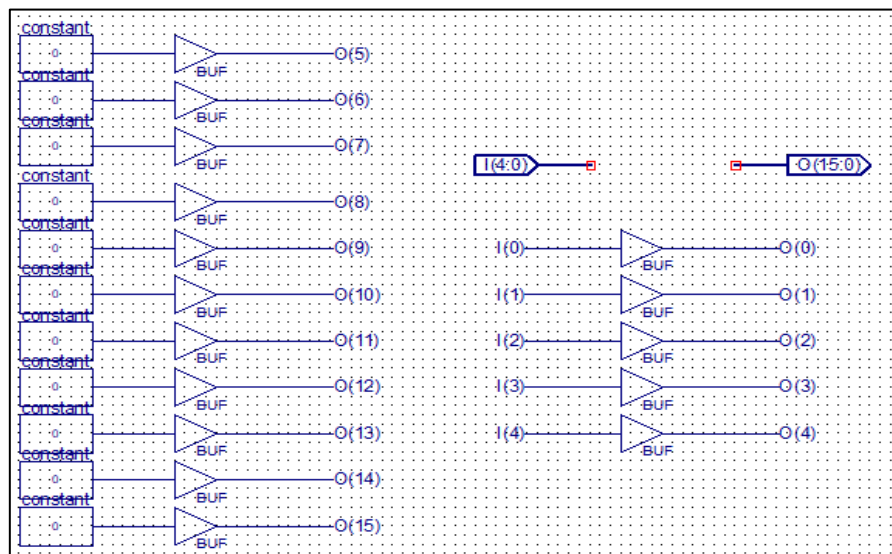 constant
0
BUF
O(5)
constant
0
BUF
O(6)
constant
0
BUF
O(7)
constant
0
BUF
O(8)
constant
0
BUF
O(9)
constant
0
BUF
O(10)
constant
0
BUF
O(11)
constant
0
BUF
O(12)
constant
0
BUF
O(13)
constant
0
BUF
O(14)
constant
0
BUF
O(15)
I(4:0)
O(15:0)
I(0)
BUF
O(0)
I(1)
BUF
O(1)
I(2)
BUF
O(2)
I(3)
BUF
O(3)
I(4)
BUF
O(4)